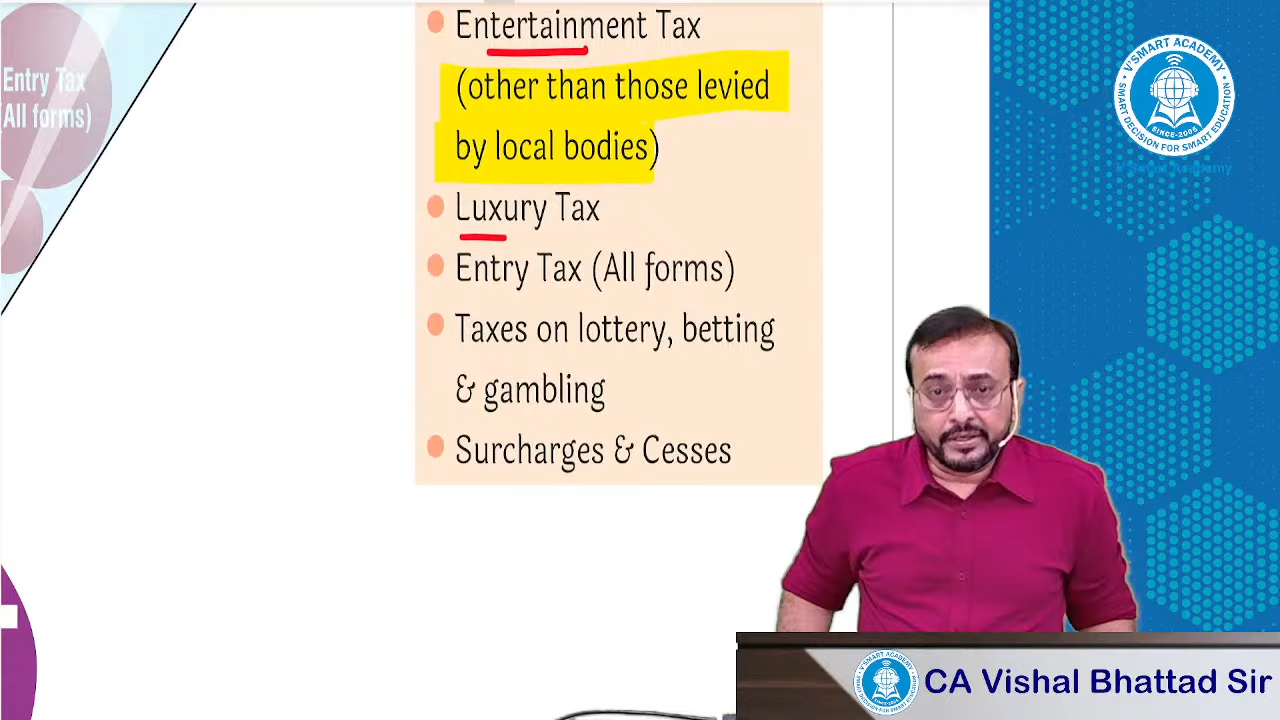 Entertainment Tax
(other than those levied
by local bodies)
Luxury Tax
Entry Tax (All forms)
Taxes on lottery, betting
& gambling
Surcharges & Cesses
Entry Tax
(All forms)
V'SMART ACADEMY
SMART DECISION FOR SMART EDUCATION
SINCE-2005
Smart Academy
CA Vishal Bhattad Sir